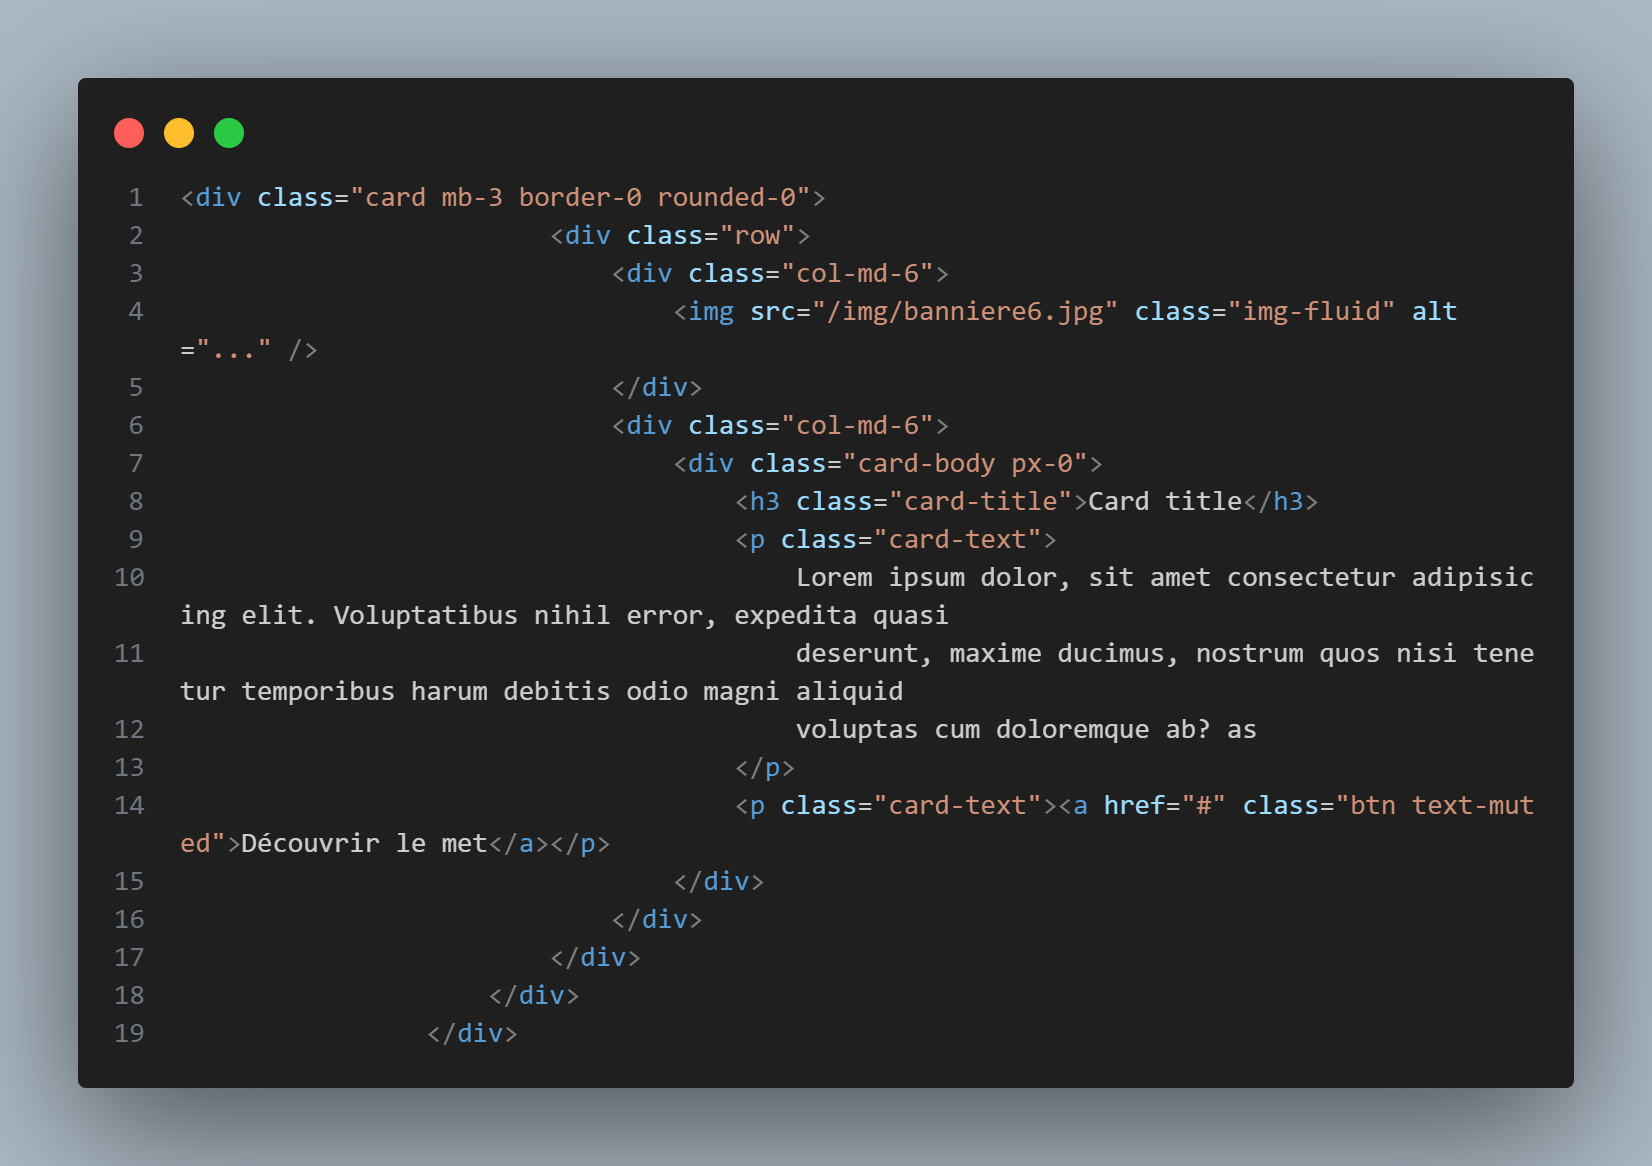 1 <div class="card mb-3 border-0 rounded-0">
2 <div class="row">
3 <div class="col-md-6">
4 <img src="/img/banniere6.jpg" class="img-fluid" alt
="..." />
5 </div>
6 <div class="col-md-6">
7 <div class="card-body px-0">
8 <h3 class="card-title">Card title</h3>
9 <p class="card-text">
10 Lorem ipsum dolor, sit amet consectetur adipisic
ing elit. Voluptatibus nihil error, expedita quasi
11 deserunt, maxime ducimus, nostrum quos nisi tene
tur temporibus harum debitis odio magni aliquid
12 voluptas cum doloremque ab? as
13 </p>
14 <p class="card-text"><a href="#" class="btn text-mut
ed">Découvrir le met</a></p>
15 </div>
16 </div>
17 </div>
18 </div>
19 </div>